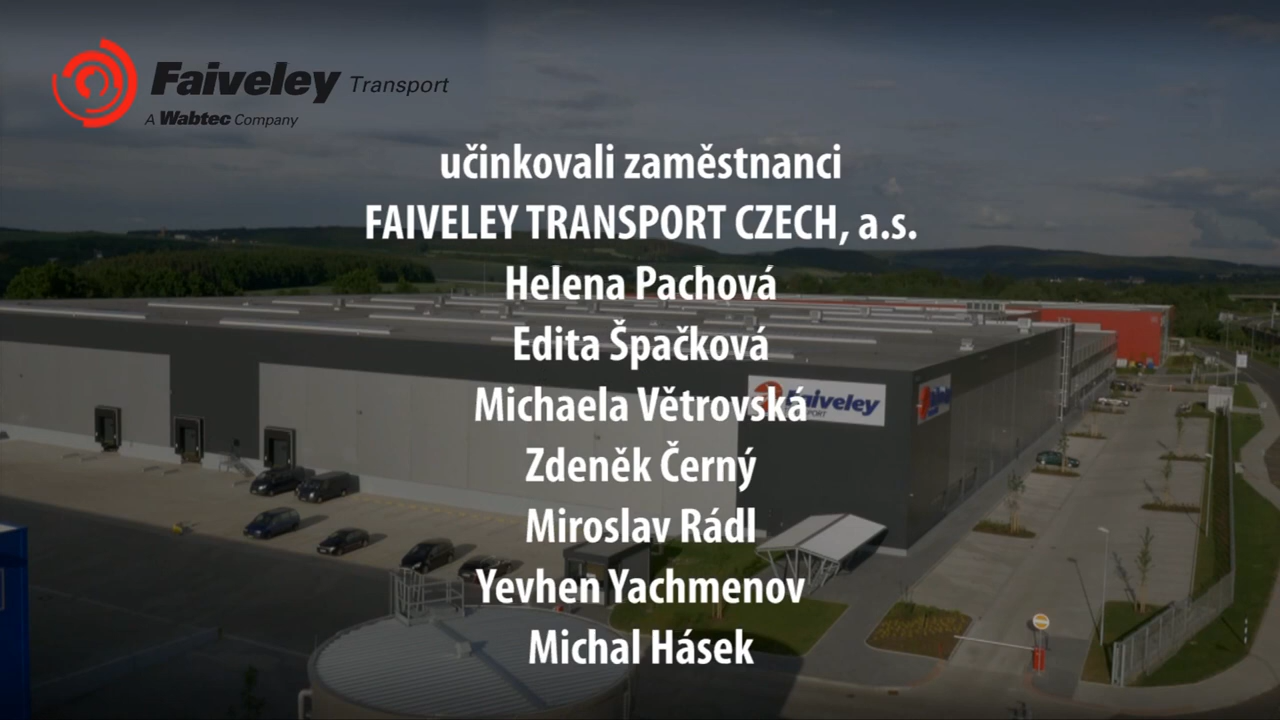 Faiveley Transport
A Wabtec Company
učinkovali zaměstnanci
FAIVELEY TRANSPORT CZECH, a.s.
Helena Pachová
Edita Špačková
Michaela Větrovská
Faiveley
Zdeněk Černý
Miroslav Rádl
Yevhen Yachmenov
Michal Hásek